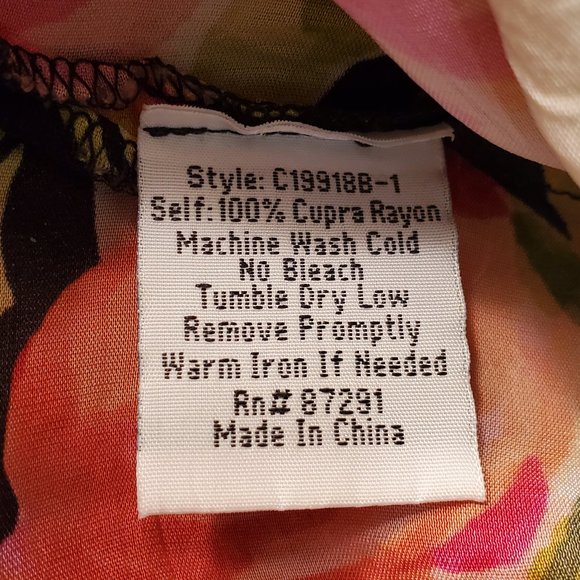 Style: C19918B-1
Self: 100% Cupra Rayon
Machine Wash Cold
No Bleach
Tumble Dry Low
Remove Promptly
Warm Iron If Needed
Rn# 87291
Made In China